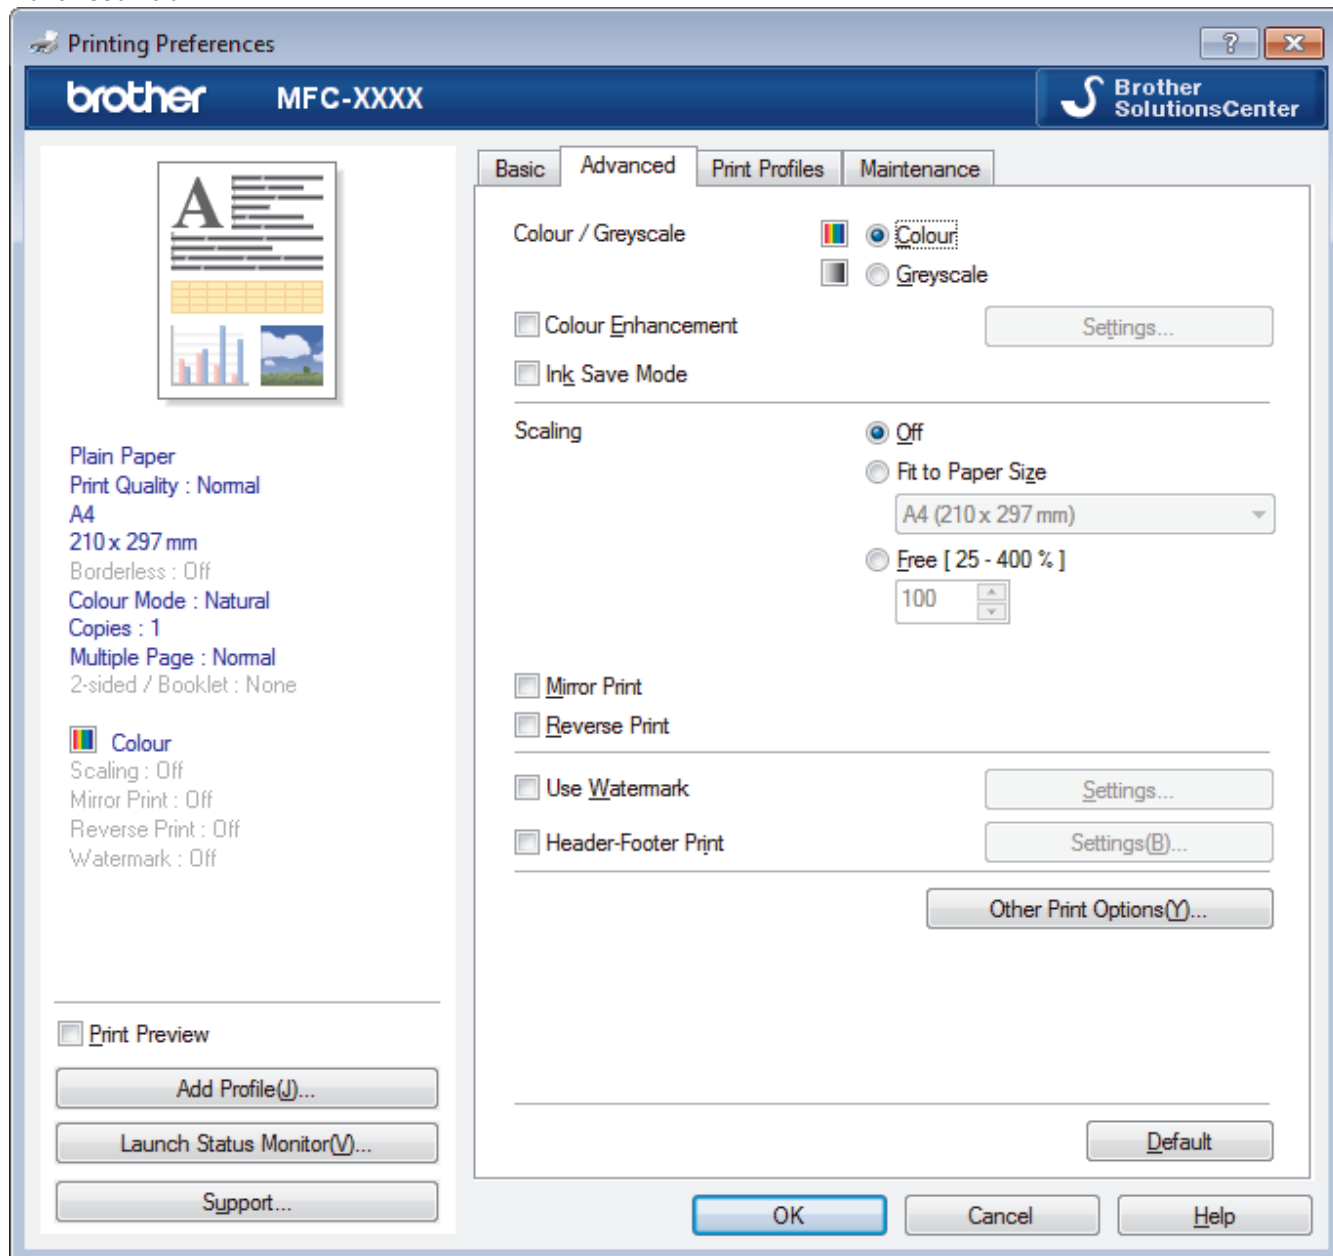 Printing Preferences
brother MFC-XXXX
Brother
SolutionsCenter
A
Plain Paper
Print Quality : Normal
A4
210 x 297 mm
Borderless : Off
Colour Mode : Natural
Copies : 1
Multiple Page : Normal
2-sided / Booklet : None
Colour
Scaling : Off
Mirror Print : Off
Reverse Print : Off
Watermark : Off
Print Preview
Add Profile(J)...
Launch Status Monitor(V)...
Support...
Basic Advanced Print Profiles Maintenance
Colour / Greyscale Colour
Greyscale
Colour Enhancement Settings...
Ink Save Mode
Scaling Off
Fit to Paper Size
A4 (210 x 297 mm)
Free [ 25 - 400 % ]
100
Mirror Print
Reverse Print
Use Watermark Settings...
Header-Footer Print Settings(B)...
Other Print Options(Y)...
Default
OK Cancel Help